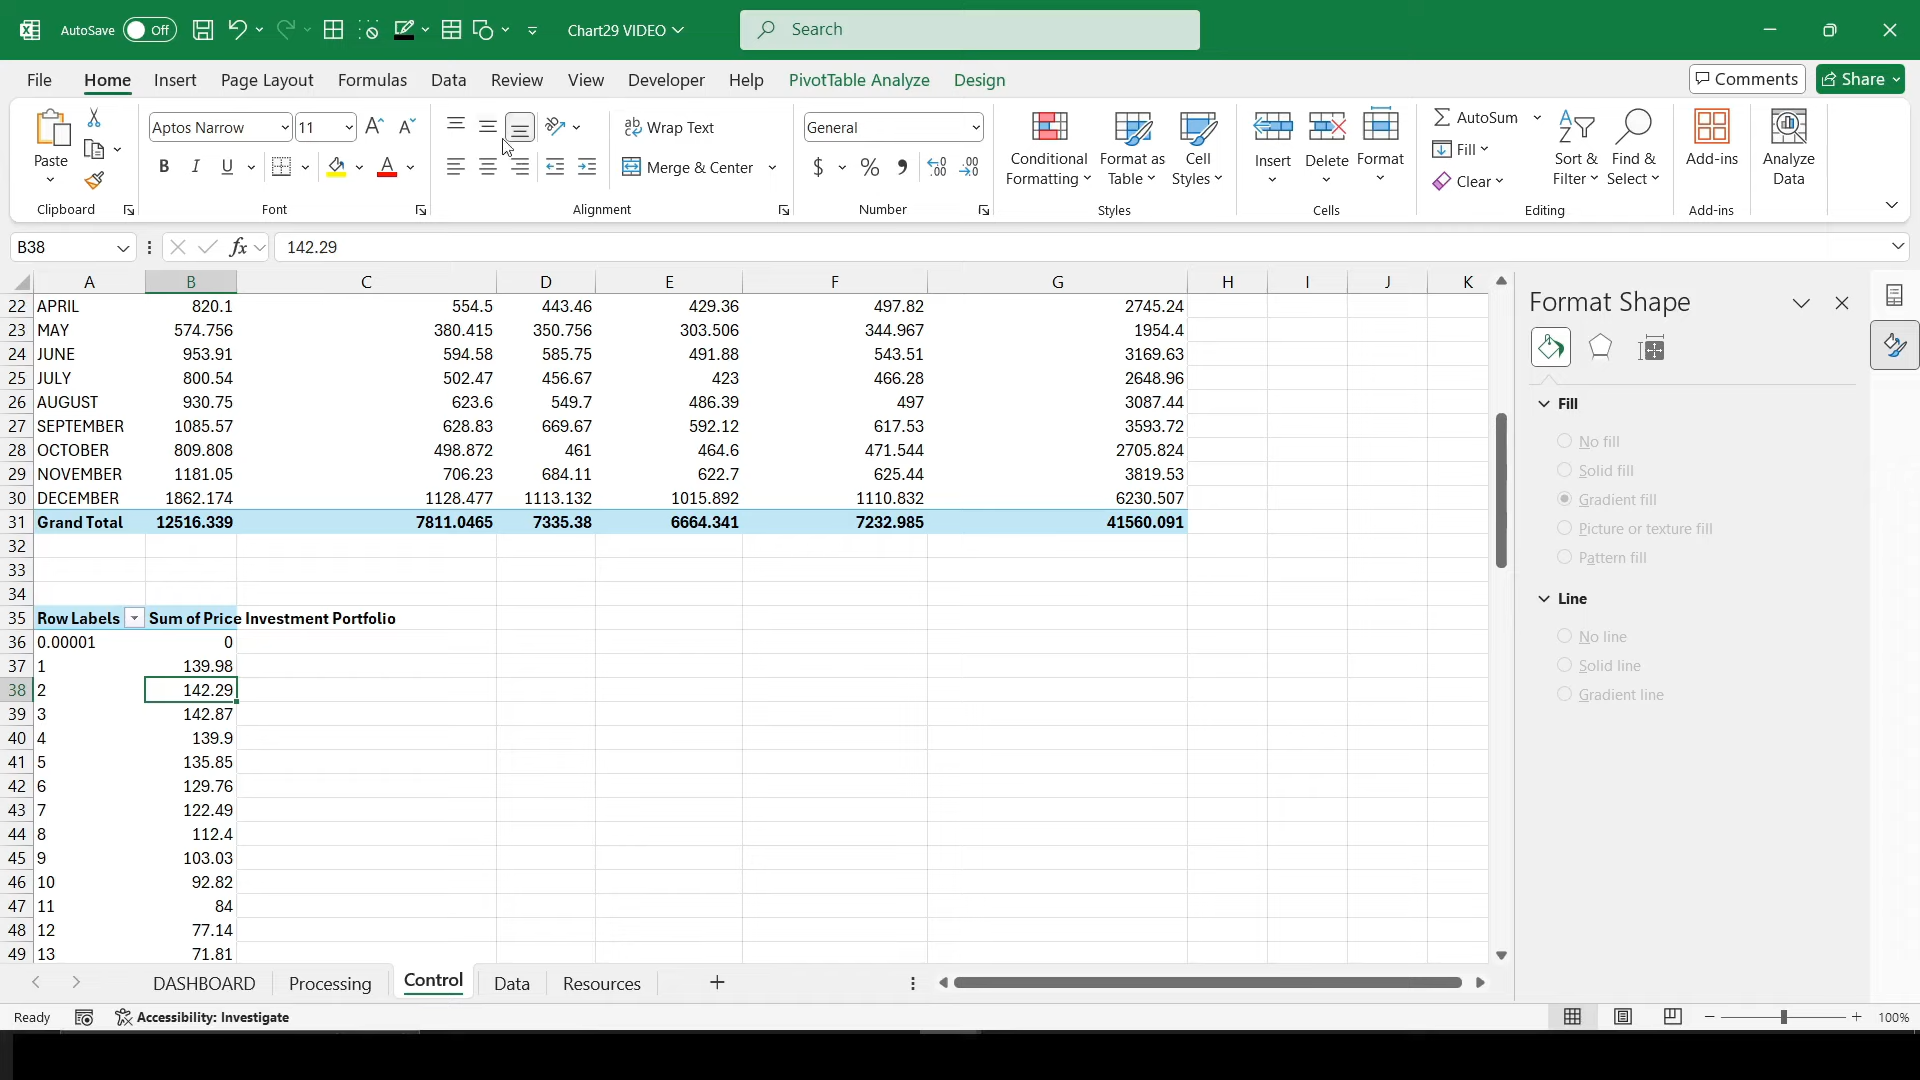 AutoSave Off Chart29 VIDEO Search
File Home Insert Page Layout Formulas Data Review View Developer Help PivotTable Analyze Design Comments Share
Aptos Narrow 11 Wrap Text General AutoSum
Paste B I U Merge & Center $ % Conditional Formatting Format as Table Cell Styles Insert Delete Format Fill Clear Sort & Filter Find & Select Add-ins Analyze Data
Clipboard Font Alignment Number Styles Cells Editing Add-ins
B38 fx 142.29
A B C D E F G H I J K
22 APRIL 820.1 554.5 443.46 429.36 497.82 2745.24
23 MAY 574.756 380.415 350.756 303.506 344.967 1954.4
24 JUNE 953.91 594.58 585.75 491.88 543.51 3169.63
25 JULY 800.54 502.47 456.67 423 466.28 2648.96
26 AUGUST 930.75 623.6 549.7 486.39 497 3087.44
27 SEPTEMBER 1085.57 628.83 669.67 592.12 617.53 3593.72
28 OCTOBER 809.808 498.872 461 464.6 471.544 2705.824
29 NOVEMBER 1181.05 706.23 684.11 622.7 625.44 3819.53
30 DECEMBER 1862.174 1128.477 1113.132 1015.892 1110.832 6230.507
31 Grand Total 12516.339 7811.0465 7335.38 6664.341 7232.985 41560.091
32
33
34
35 Row Labels Sum of Price Investment Portfolio
36 0.00001 0
37 1 139.98
38 2 142.29
39 3 142.87
40 4 139.9
41 5 135.85
42 6 129.76
43 7 122.49
44 8 112.4
45 9 103.03
46 10 92.82
47 11 84
48 12 77.14
49 13 71.81
Format Shape
Fill
No fill
Solid fill
Gradient fill
Picture or texture fill
Pattern fill
Line
No line
Solid line
Gradient line
DASHBOARD Processing Control Data Resources
Ready Accessibility: Investigate 100%